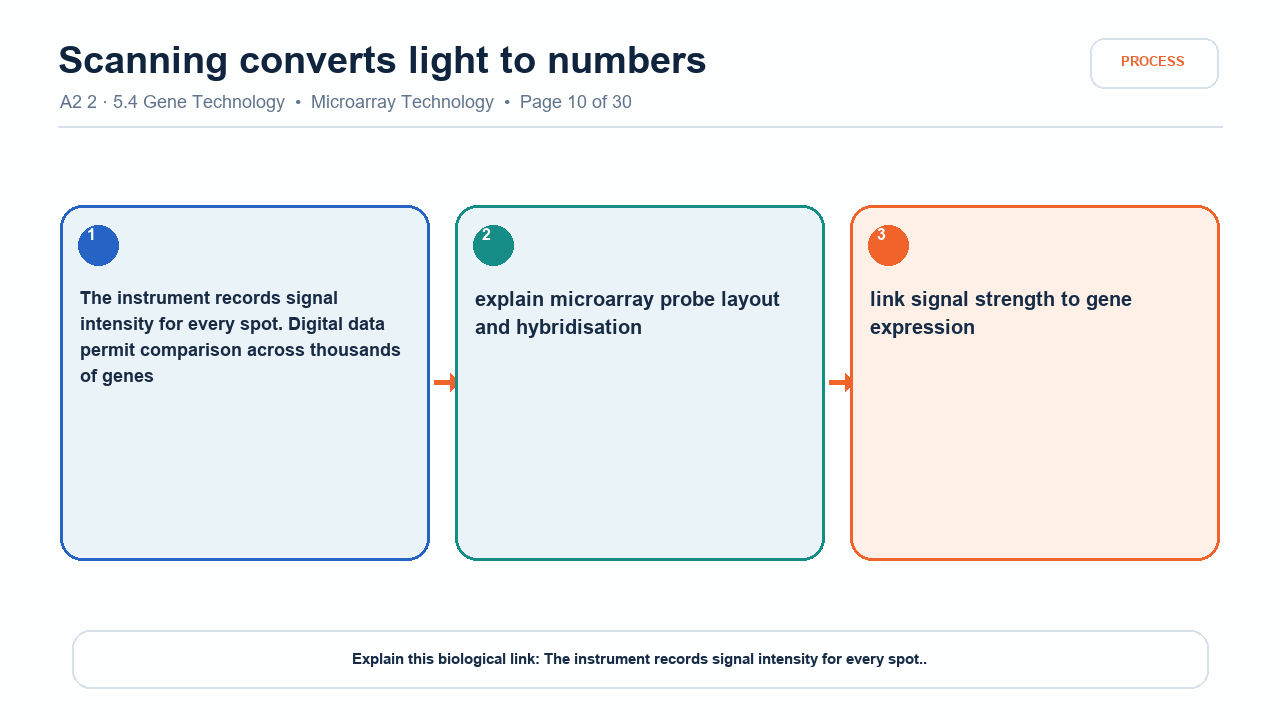 Scanning converts light to numbers
PROCESS
A2 2 · 5.4 Gene Technology • Microarray Technology • Page 10 of 30
1
The instrument records signal
intensity for every spot. Digital data
permit comparison across thousands
of genes
2
explain microarray probe layout
and hybridisation
3
link signal strength to gene
expression
Explain this biological link: The instrument records signal intensity for every spot..